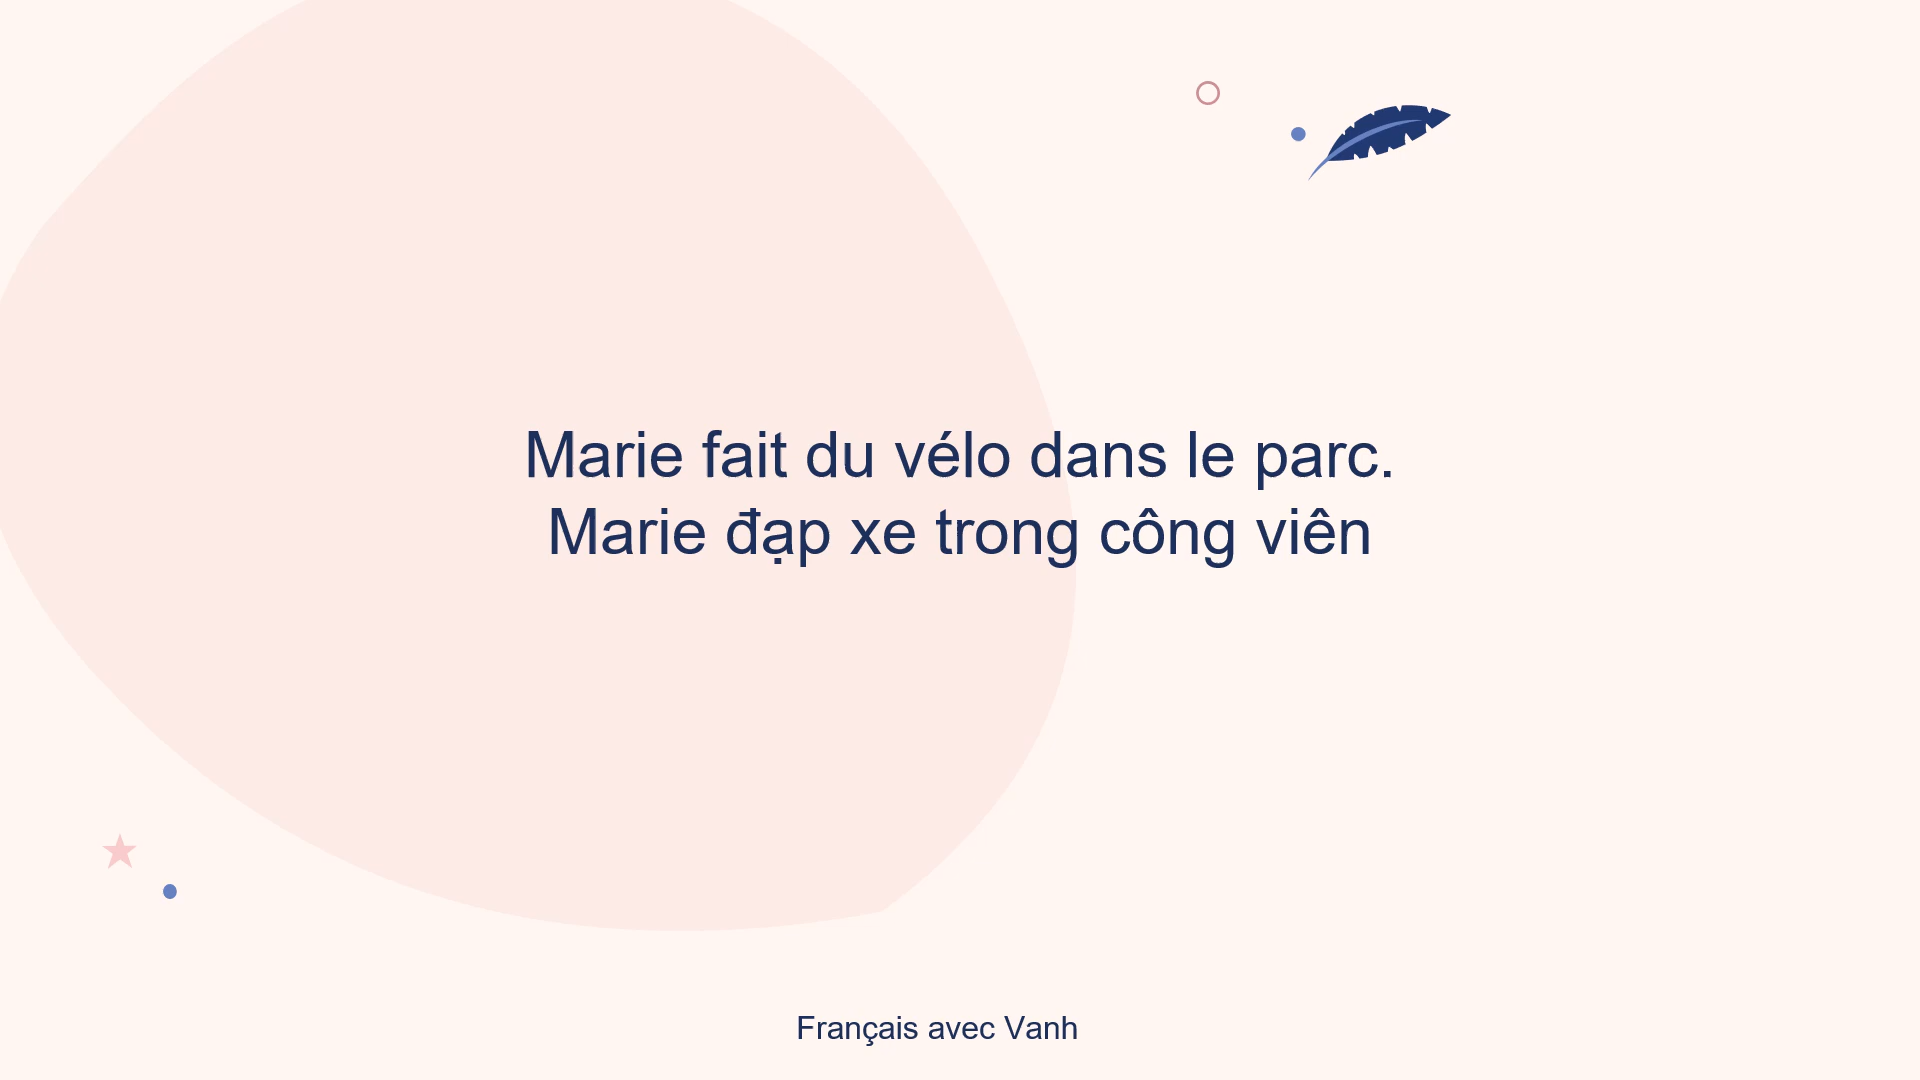 Marie fait du vélo dans le parc.
Marie đạp xe trong công viên
Français avec Vanh